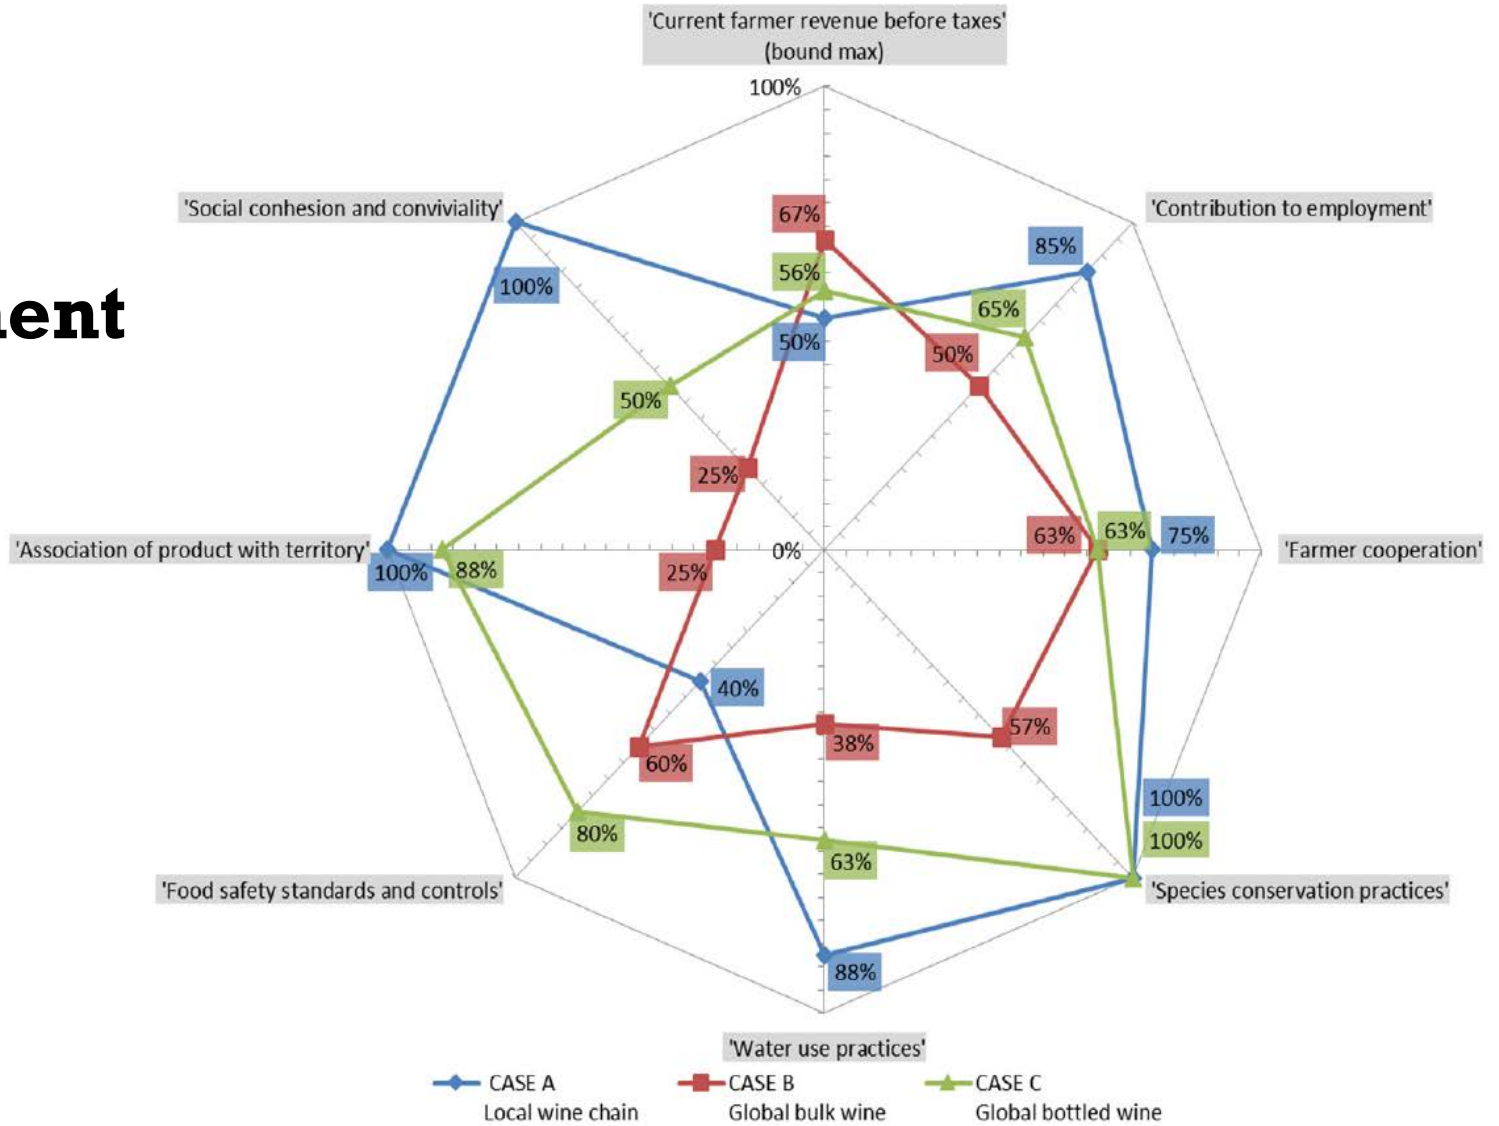 'Current farmer revenue before taxes'
(bound max)
100%
'Social conhesion and conviviality'
'Contribution to employment'
67%
85%
56%
100%
65%
50%
50%
50%
25%
63%
63%
75%
'Association of product with territory'
0%
'Farmer cooperation'
100%
88%
25%
40%
57%
38%
60%
100%
80%
100%
63%
'Food safety standards and controls'
'Species conservation practices'
88%
'Water use practices'
CASE A
Local wine chain
CASE B
Global bulk wine
CASE C
Global bottled wine